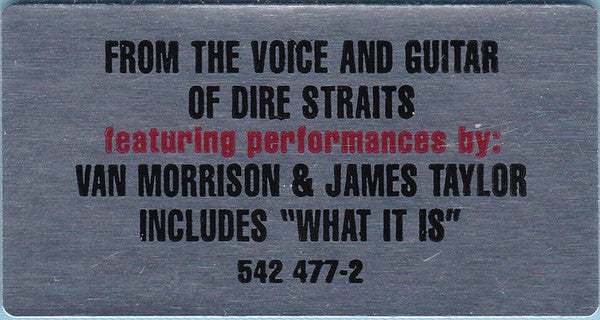 FROM THE VOICE AND GUITAR
OF DIRE STRAITS
featuring performances by:
VAN MORRISON & JAMES TAYLOR
INCLUDES "WHAT IT IS"
542 477-2